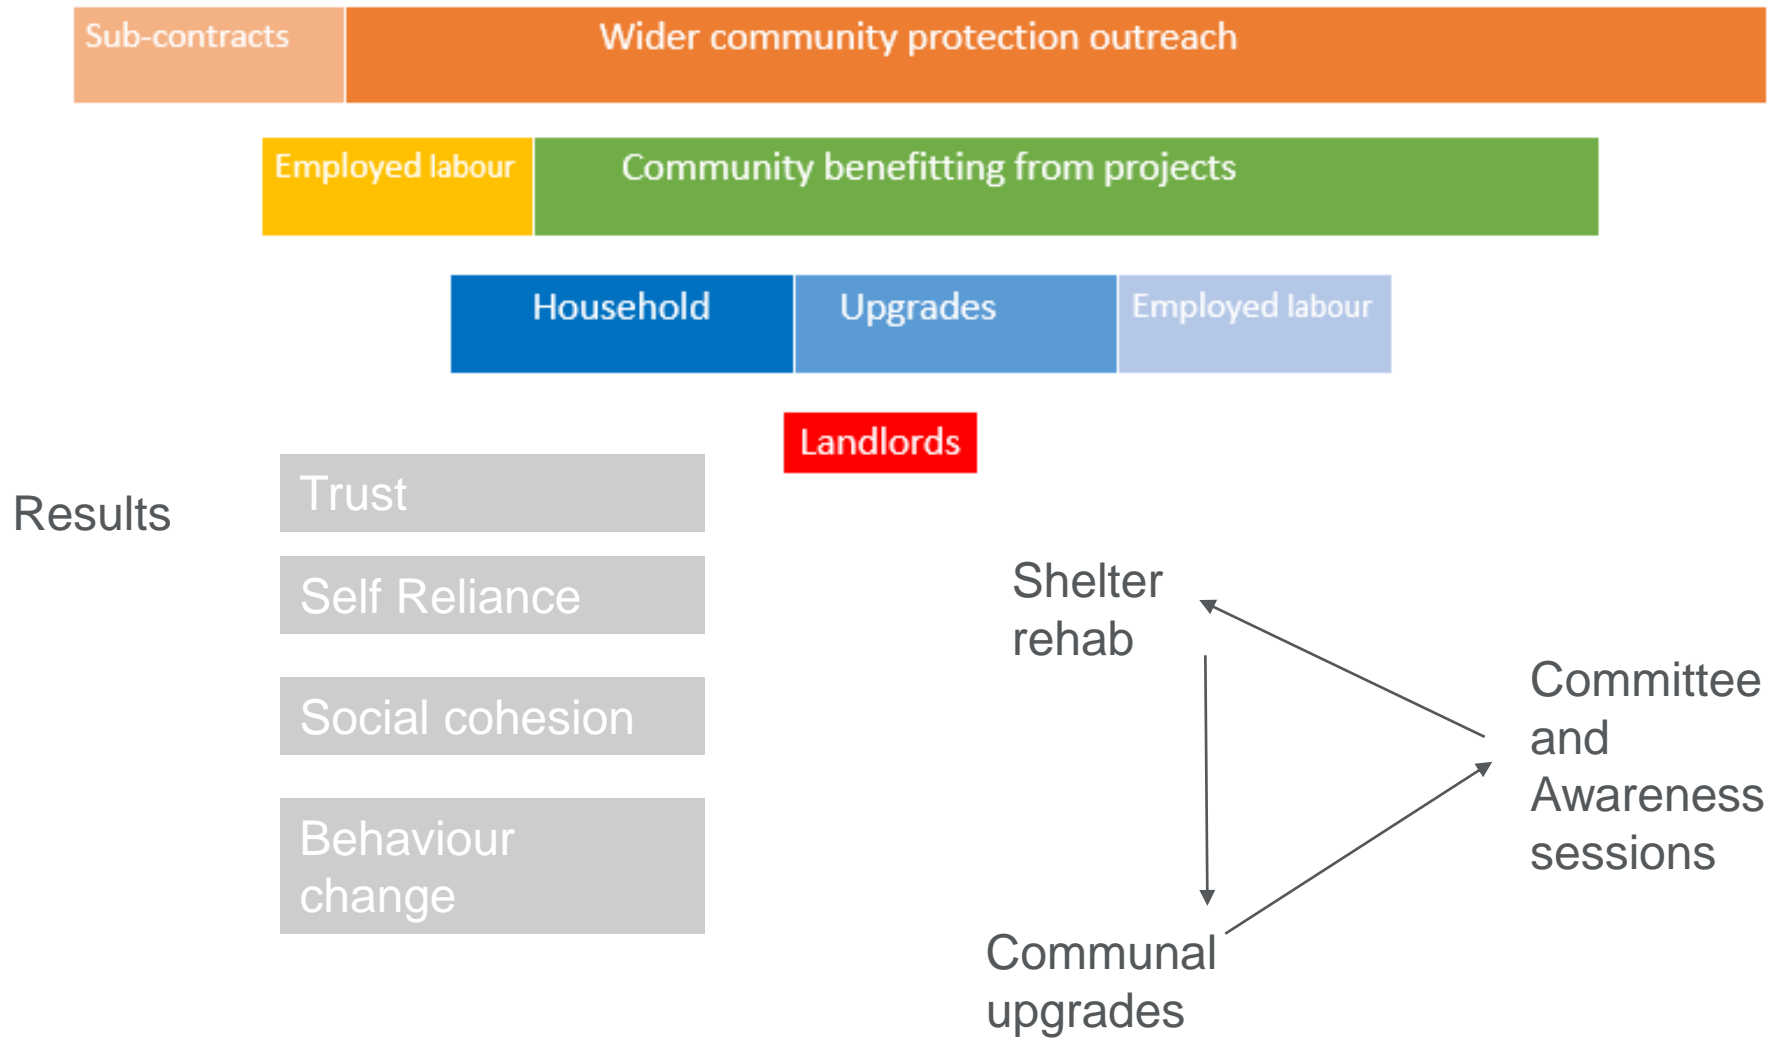 Sub-contracts
Wider community protection outreach
Employed labour
Community benefitting from projects
Household
Upgrades
Employed labour
Landlords
Results
Trust
Self Reliance
Social cohesion
Behaviour
change
Shelter
rehab
Committee
and
Awareness
sessions
Communal
upgrades